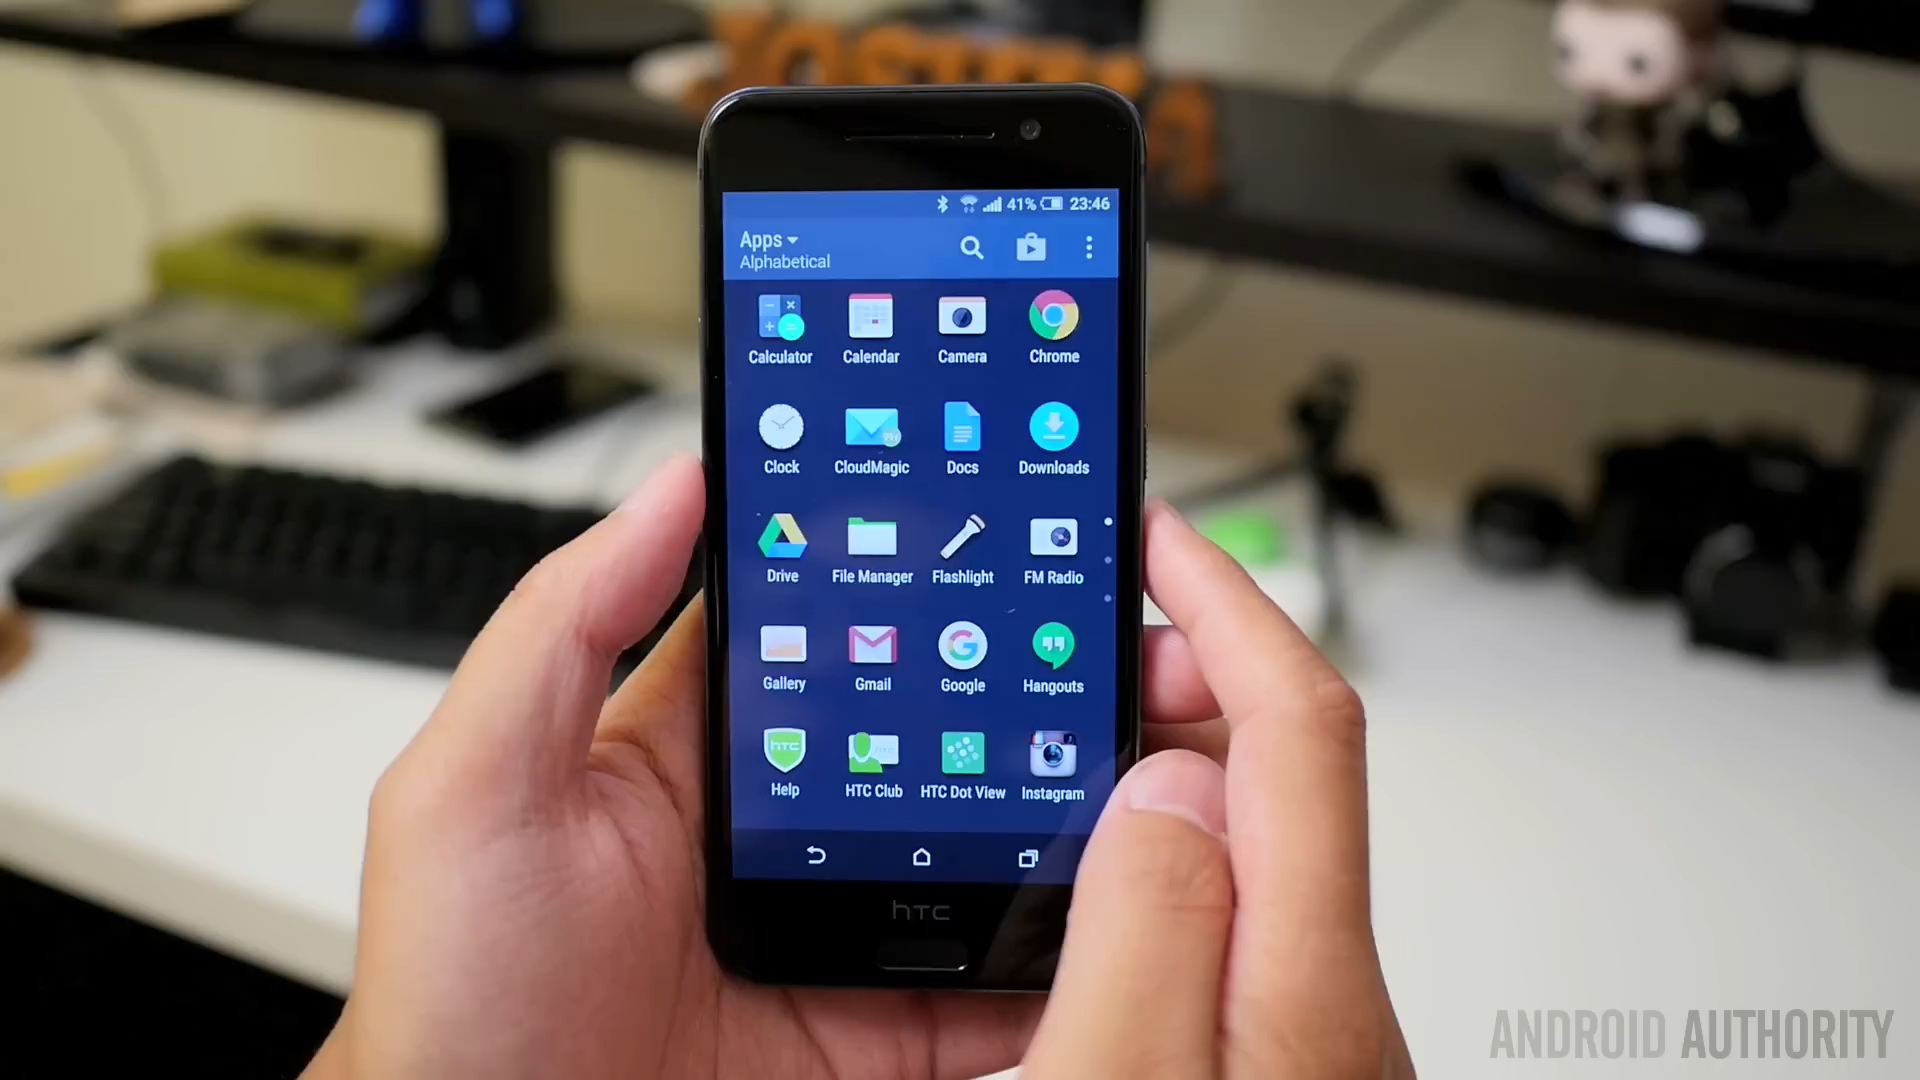 41% 23:46
Apps
Alphabetical
Calculator Calendar Camera Chrome
Clock CloudMagic Docs Downloads
Drive File Manager Flashlight FM Radio
Gallery Gmail Google Hangouts
hTC
Help HTC Club HTC Dot View Instagram
hTC
ANDROID AUTHORITY